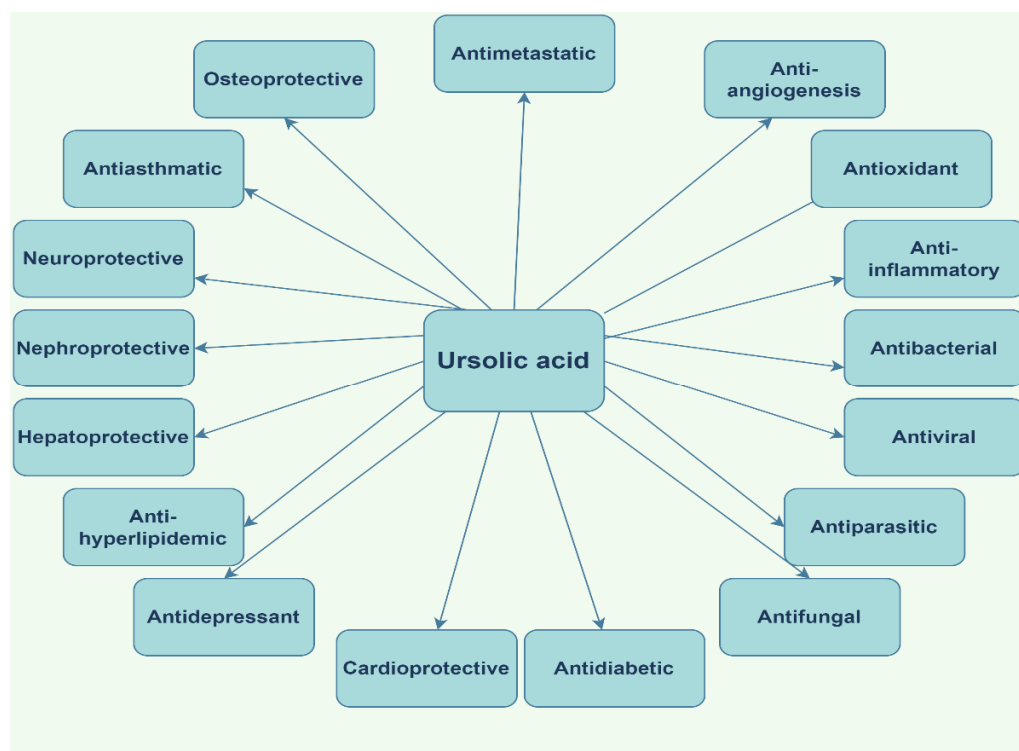 Antimetastatic
Osteoprotective
Anti-
angiogenesis
Antiasthmatic
Antioxidant
Neuroprotective
Anti-
inflammatory
Ursolic acid
Nephroprotective
Antibacterial
Hepatoprotective
Antiviral
Anti-
hyperlipidemic
Antiparasitic
Antidepressant
Antifungal
Cardioprotective
Antidiabetic